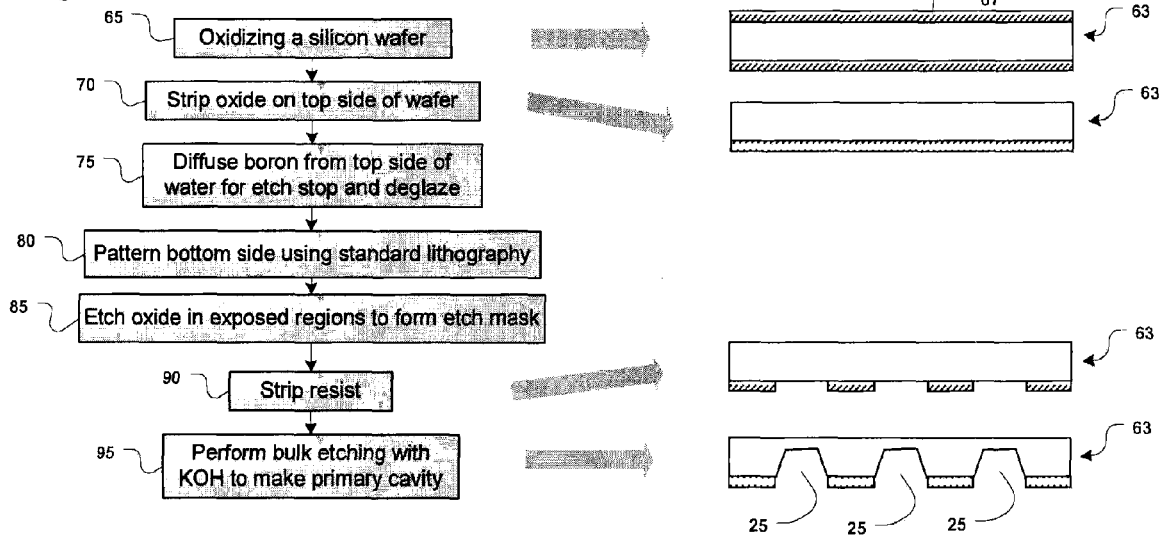 65
Oxidizing a silicon wafer
70
Strip oxide on top side of wafer
75
Diffuse boron from top side of
water for etch stop and deglaze
80
Pattern bottom side using standard lithography
85
Etch oxide in exposed regions to form etch mask
90
Strip resist
95
Perform bulk etching with
KOH to make primary cavity
67
63
63
63
63
25
25
25